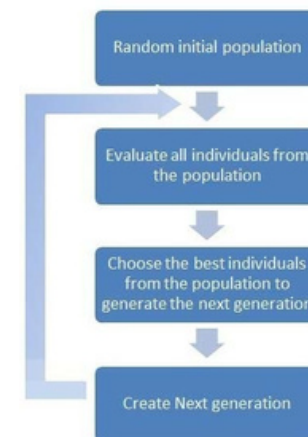 Random initial population
Evaluate all individuals from
the population
Choose the best individuals
from the population to
generate the next generation
Create Next generation